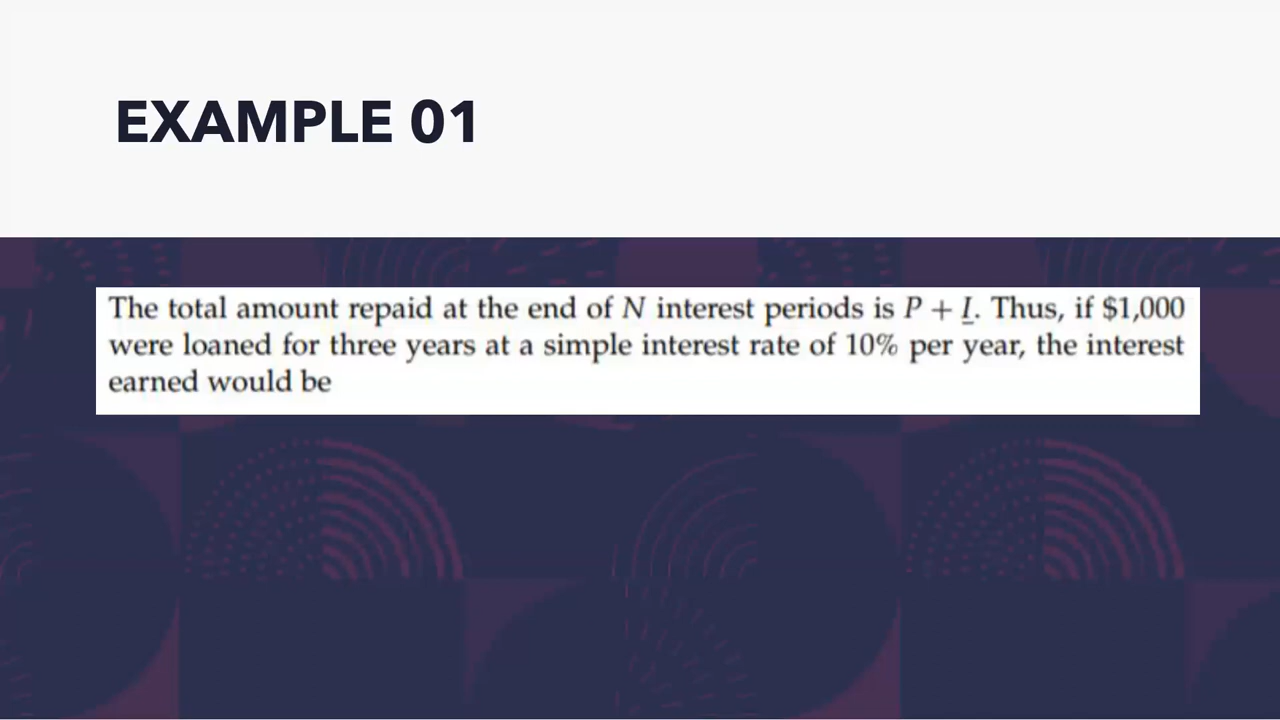 EXAMPLE 01
The total amount repaid at the end of N interest periods is P + I. Thus, if $1,000
were loaned for three years at a simple interest rate of 10% per year, the interest
earned would be